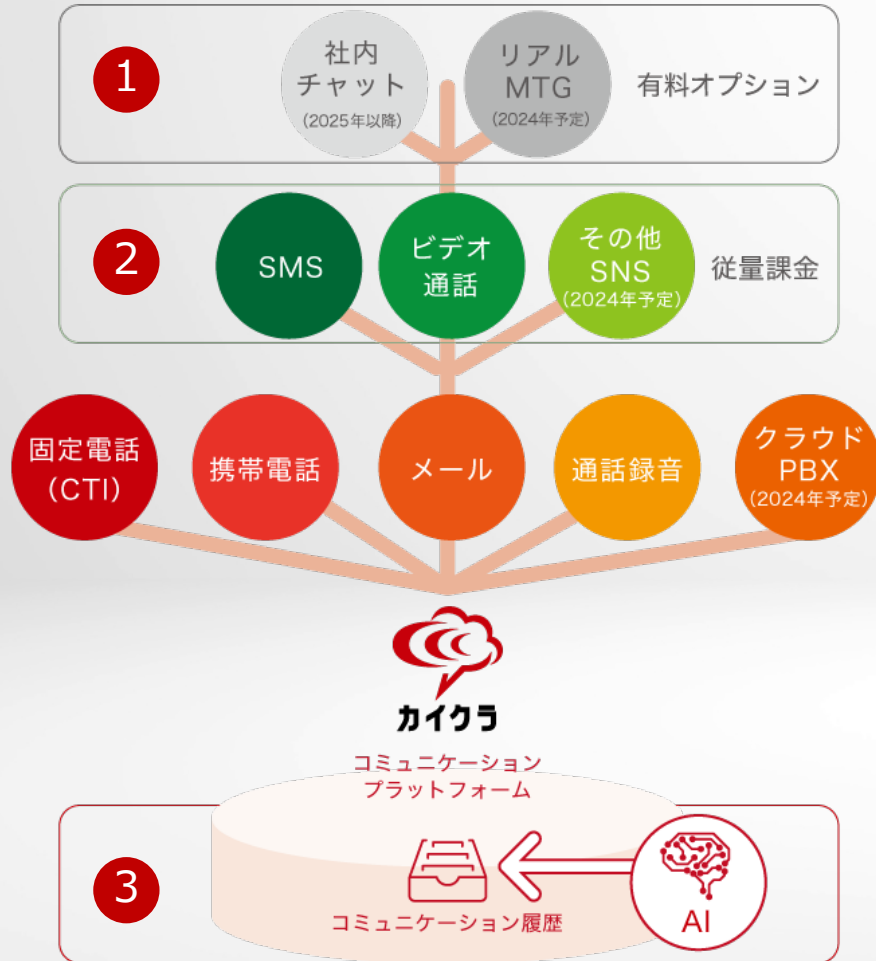 1
社内
チャット
(2025年以降)
リアル
MTG
(2024年予定)
有料オプション
2
SMS
ビデオ
通話
その他
SNS
(2024年予定)
従量課金
固定電話
(CTI)
携帯電話
メール
通話録音
クラウド
PBX
(2024年予定)
カイクラ
コミュニケーション
プラットフォーム
3
コミュニケーション履歴
AI